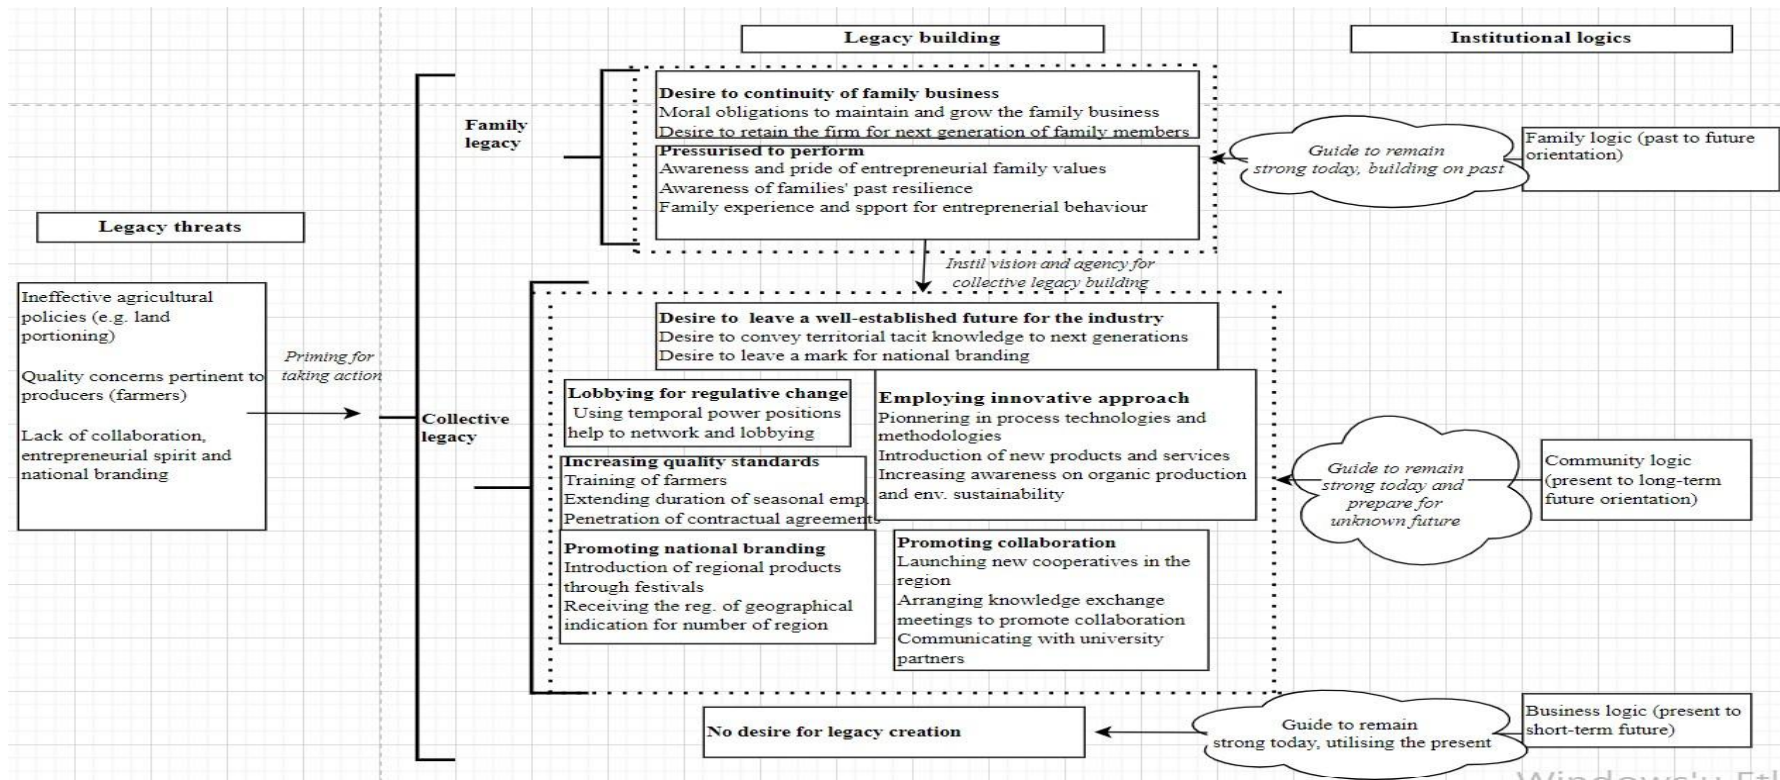 Legacy building
Institutional logics
Legacy threats
Ineffective agricultural
policies (e.g. land
portioning)
Quality concerns pertinent to
producers (farmers)
Lack of collaboration,
entrepreneurial spirit and
national branding
Priming for
taking action
Family
legacy
Desire to continuity of family business
Moral obligations to maintain and grow the family business
Desire to retain the firm for next generation of family members
Pressurised to perform
Awareness and pride of entrepreneurial family values
Awareness of families' past resilience
Family experience and spport for entreprenerial behaviour
Guide to remain
strong today, building on past
Family logic (past to future
orientation)
Instil vision and agency for
collective legacy building
Collective
legacy
Desire to leave a well-established future for the industry
Desire to convey territorial tacit knowledge to next generations
Desire to leave a mark for national branding
Lobbying for regulative change
Using temporal power positions
help to network and lobbying
Employing innovative approach
Pionnering in process technologies and
methodologies
Introduction of new products and services
Increasing awareness on organic production
and env. sustainability
Increasing quality standards
Training of farmers
Extending duration of seasonal emp.
Penetration of contractual agreements
Promoting national branding
Introduction of regional products
through festivals
Receiving the reg. of geographical
indication for number of region
Promoting collaboration
Launching new cooperatives in the
region
Arranging knowledge exchange
meetings to promote collaboration
Communicating with university
partners
Guide to remain
strong today and
prepare for
unknown future
Community logic
(present to long-term
future orientation)
No desire for legacy creation
Guide to remain
strong today, utilising the present
Business logic (present to
short-term future)